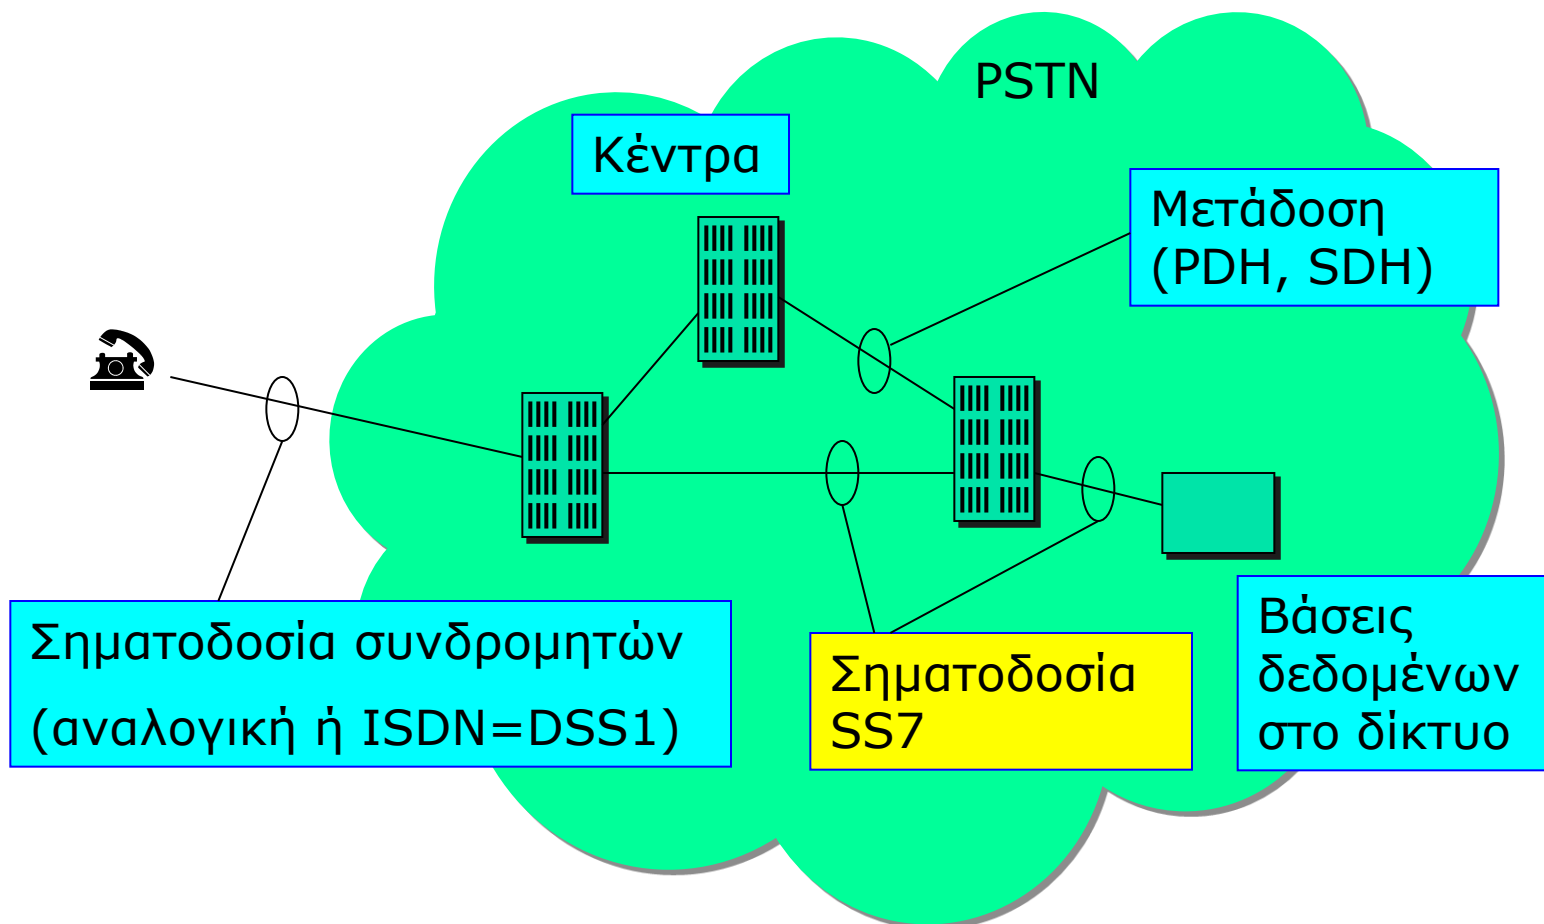 PSTN
Κέντρα
Μετάδοση
(PDH, SDH)
Σηματοδοσία συνδρομητών
(αναλογική ή ISDN=DSS1)
Σηματοδοσία
SS7
Βάσεις
δεδομένων
στο δίκτυο